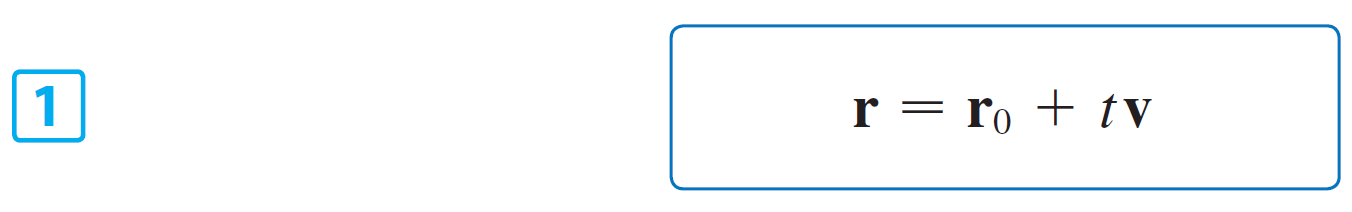 1
r = r₀ + tv